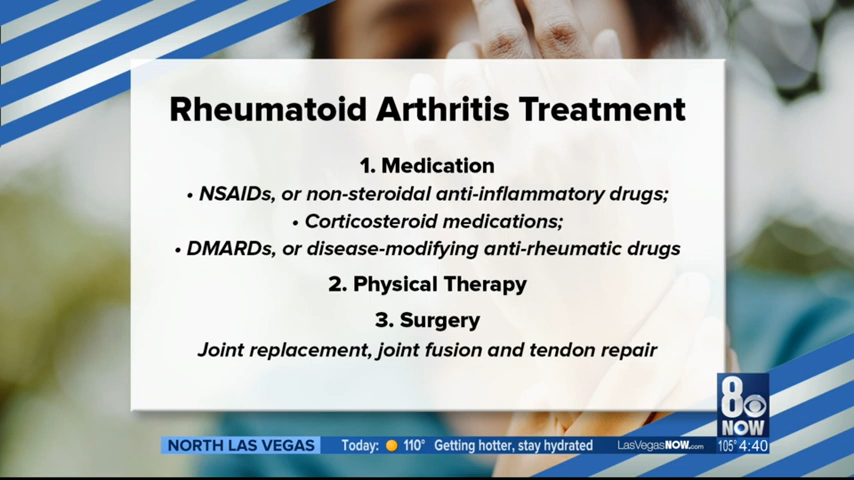 Rheumatoid Arthritis Treatment
1. Medication
• NSAIDs, or non-steroidal anti-inflammatory drugs;
• Corticosteroid medications;
• DMARDs, or disease-modifying anti-rheumatic drugs
2. Physical Therapy
3. Surgery
Joint replacement, joint fusion and tendon repair
8
NOW
NORTH LAS VEGAS Today: 110° Getting hotter, stay hydrated LasVegasNOW.com 105° 4:40